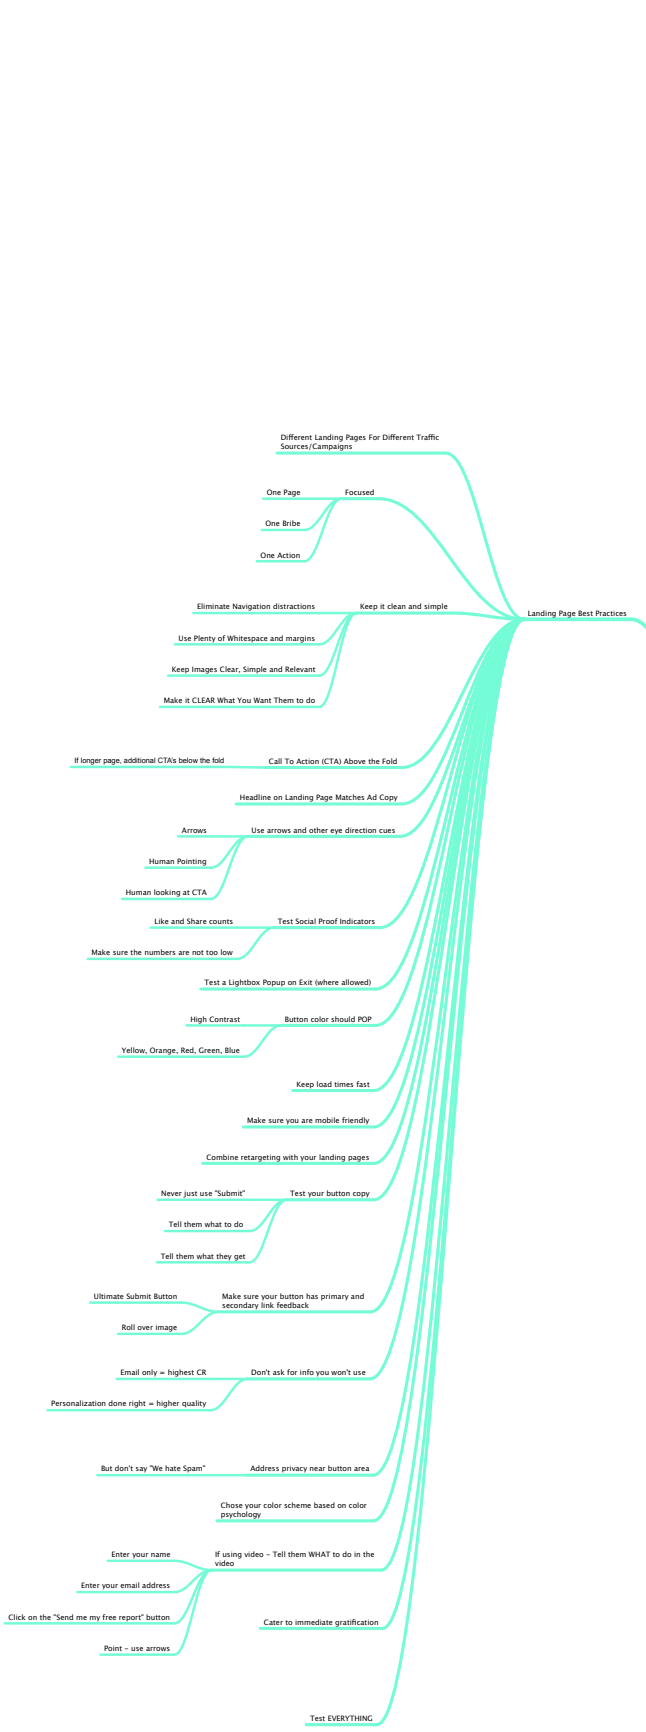 Different Landing Pages For Different Traffic
Sources/Campaigns
One Page
Focused
One Bribe
One Action
Eliminate Navigation distractions
Keep it clean and simple
Landing Page Best Practices
Use Plenty of Whitespace and margins
Keep Images Clear, Simple and Relevant
Make it CLEAR What You Want Them to do
If longer page, additional CTA's below the fold
Call To Action (CTA) Above the Fold
Headline on Landing Page Matches Ad Copy
Arrows
Use arrows and other eye direction cues
Human Pointing
Human looking at CTA
Like and Share counts
Test Social Proof Indicators
Make sure the numbers are not too low
Test a Lightbox Popup on Exit (where allowed)
High Contrast
Button color should POP
Yellow, Orange, Red, Green, Blue
Keep load times fast
Make sure you are mobile friendly
Combine retargeting with your landing pages
Never just use "Submit"
Test your button copy
Tell them what to do
Tell them what they get
Ultimate Submit Button
Make sure your button has primary and
secondary link feedback
Roll over image
Email only = highest CR
Don't ask for info you won't use
Personalization done right = higher quality
But don't say "We hate Spam"
Address privacy near button area
Chose your color scheme based on color
psychology
Enter your name
If using video - Tell them WHAT to do in the
video
Enter your email address
Click on the "Send me my free report" button
Cater to immediate gratification
Point - use arrows
Test EVERYTHING